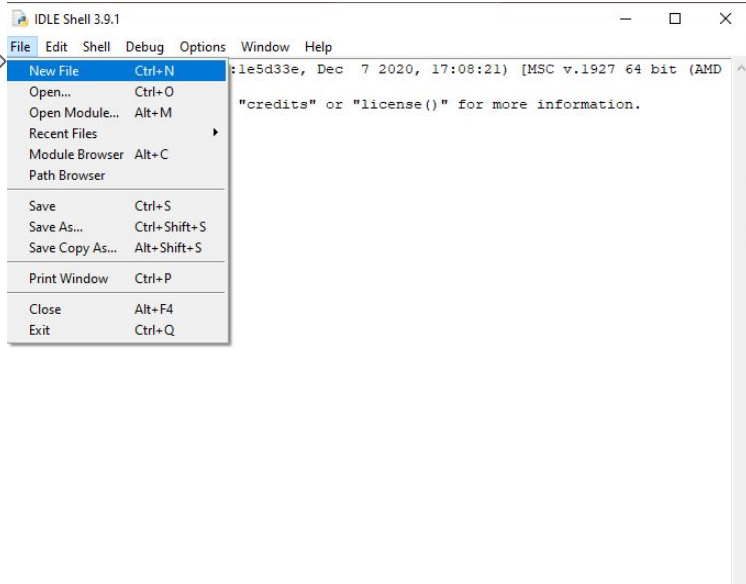 IDLE Shell 3.9.1
File Edit Shell Debug Options Window Help
:1e5d33e, Dec 7 2020, 17:08:21) [MSC v.1927 64 bit (AMD
"credits" or "license()" for more information.
New File Ctrl+N
Open... Ctrl+O
Open Module... Alt+M
Recent Files
Module Browser Alt+C
Path Browser
Save Ctrl+S
Save As... Ctrl+Shift+S
Save Copy As... Alt+Shift+S
Print Window Ctrl+P
Close Alt+F4
Exit Ctrl+Q